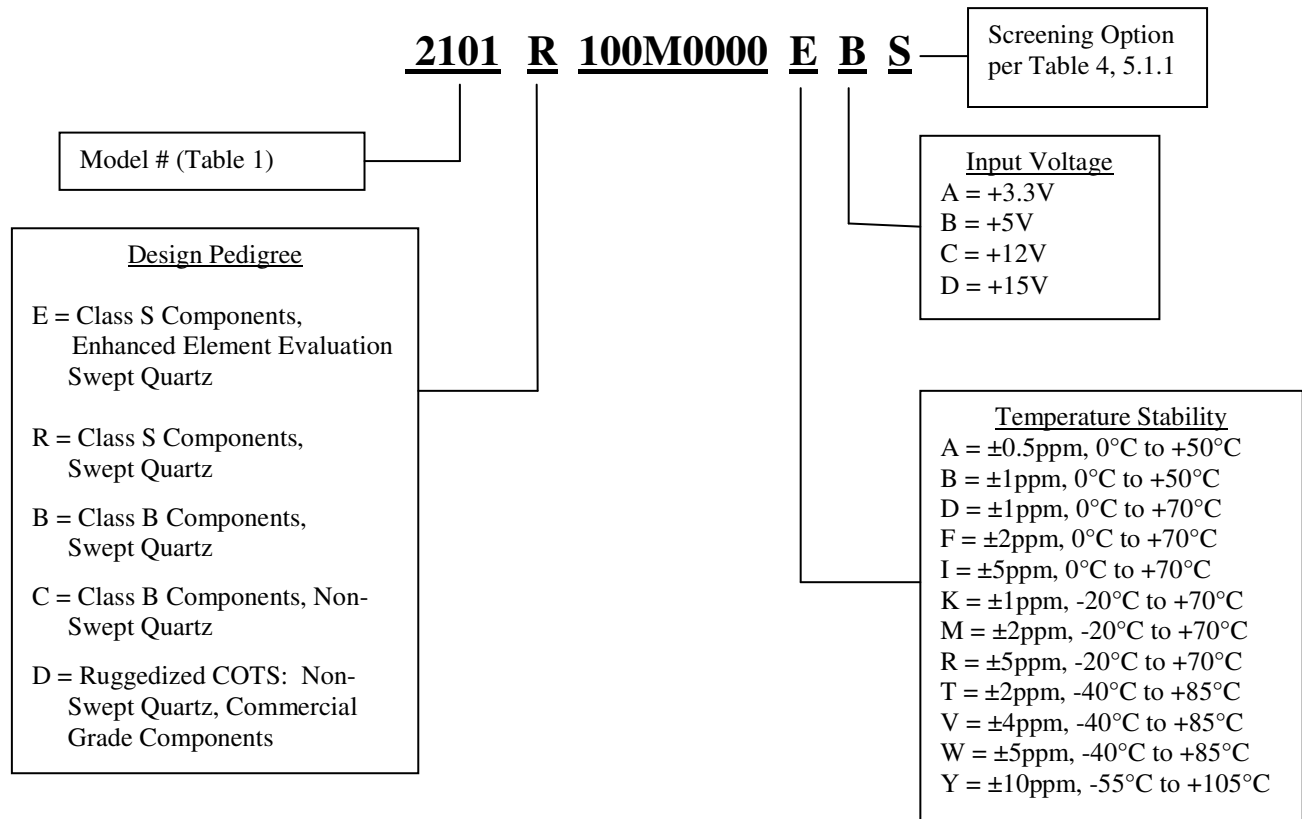 2101 R 100M0000 E B S
Screening Option
per Table 4, 5.1.1
Model # (Table 1)
Input Voltage
A = +3.3V
B = +5V
C = +12V
D = +15V
Design Pedigree
E = Class S Components,
Enhanced Element Evaluation
Swept Quartz
R = Class S Components,
Swept Quartz
B = Class B Components,
Swept Quartz
C = Class B Components, Non-
Swept Quartz
D = Ruggedized COTS: Non-
Swept Quartz, Commercial
Grade Components
Temperature Stability
A = ±0.5ppm, 0°C to +50°C
B = ±1ppm, 0°C to +50°C
D = ±1ppm, 0°C to +70°C
F = ±2ppm, 0°C to +70°C
I = ±5ppm, 0°C to +70°C
K = ±1ppm, -20°C to +70°C
M = ±2ppm, -20°C to +70°C
R = ±5ppm, -20°C to +70°C
T = ±2ppm, -40°C to +85°C
V = ±4ppm, -40°C to +85°C
W = ±5ppm, -40°C to +85°C
Y = ±10ppm, -55°C to +105°C